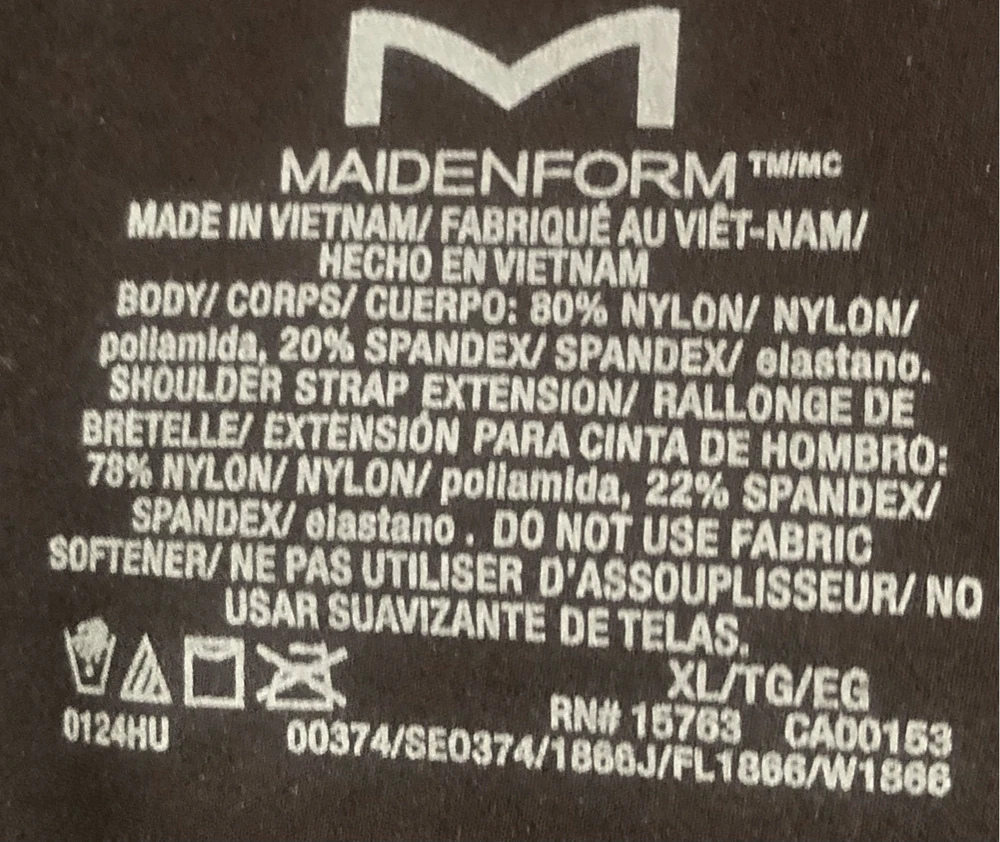 M
MAIDENFORM TM/MC
MADE IN VIETNAM/ FABRIQUÉ AU VIÊT-NAM/
HECHO EN VIETNAM
BODY/ CORPS/ CUERPO: 80% NYLON/ NYLON/
poliamida, 20% SPANDEX/ SPANDEX/ elastano.
SHOULDER STRAP EXTENSION/ RALLONGE DE
BRETELLE/ EXTENSIÓN PARA CINTA DE HOMBRO:
78% NYLON/ NYLON/ poliamida, 22% SPANDEX/
SPANDEX/ elastano . DO NOT USE FABRIC
SOFTENER/ NE PAS UTILISER D'ASSOUPLISSEUR/ NO
USAR SUAVIZANTE DE TELAS.
XL/TG/EG
RN# 15763 CA00153
0124HU 00374/SE0374/1866J/FL1866/W1866